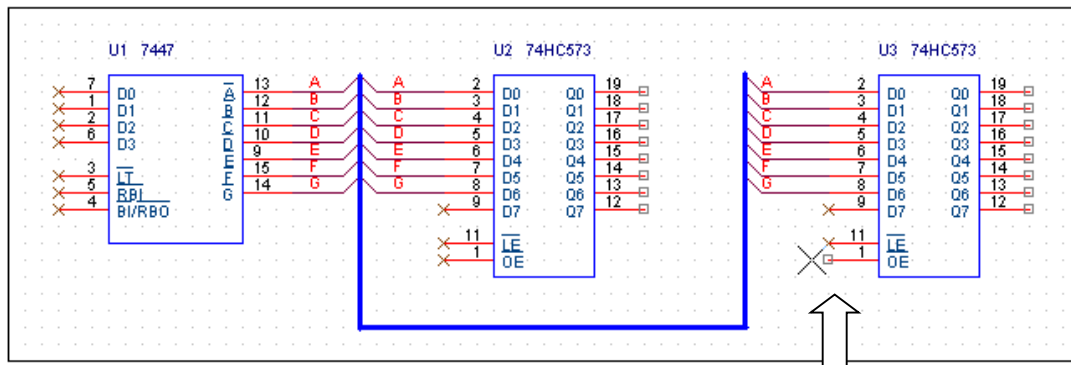 U1 7447
7 D0 A 13 A
1 D1 B 12 B
2 D2 C 11 C
6 D3 D 10 D
E 9 E
3 LT F 15 F
5 RBI G 14 G
4 BI/RBO
U2 74HC573
A 2 D0 Q0 19
B 3 D1 Q1 18
C 4 D2 Q2 17
D 5 D3 Q3 16
E 6 D4 Q4 15
F 7 D5 Q5 14
G 8 D6 Q6 13
9 D7 Q7 12
11 LE
1 OE
U3 74HC573
A 2 D0 Q0 19
B 3 D1 Q1 18
C 4 D2 Q2 17
D 5 D3 Q3 16
E 6 D4 Q4 15
F 7 D5 Q5 14
G 8 D6 Q6 13
9 D7 Q7 12
11 LE
1 OE